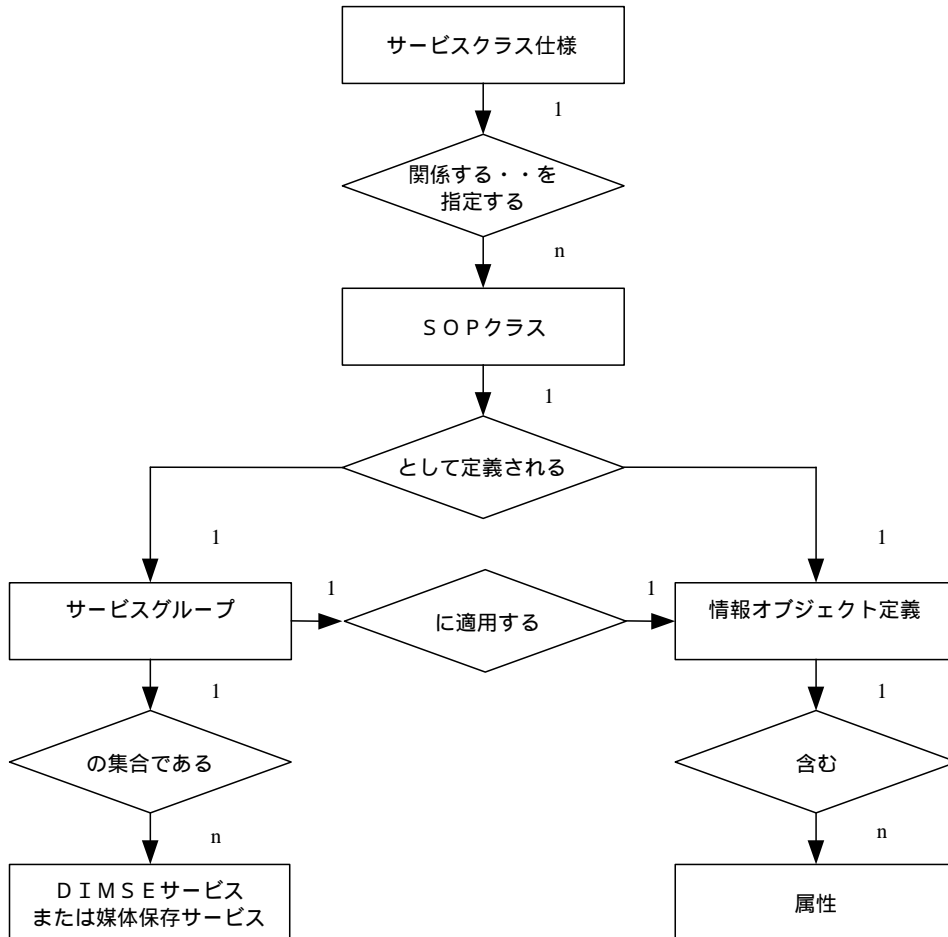 サービスクラス仕様
1
関係する・・を
指定する
n
ＳＯＰクラス
1
として定義される
1
1
サービスグループ
1
に適用する
1
情報オブジェクト定義
1
1
の集合である
含む
n
n
ＤＩＭＳＥサービス
または媒体保存サービス
属性